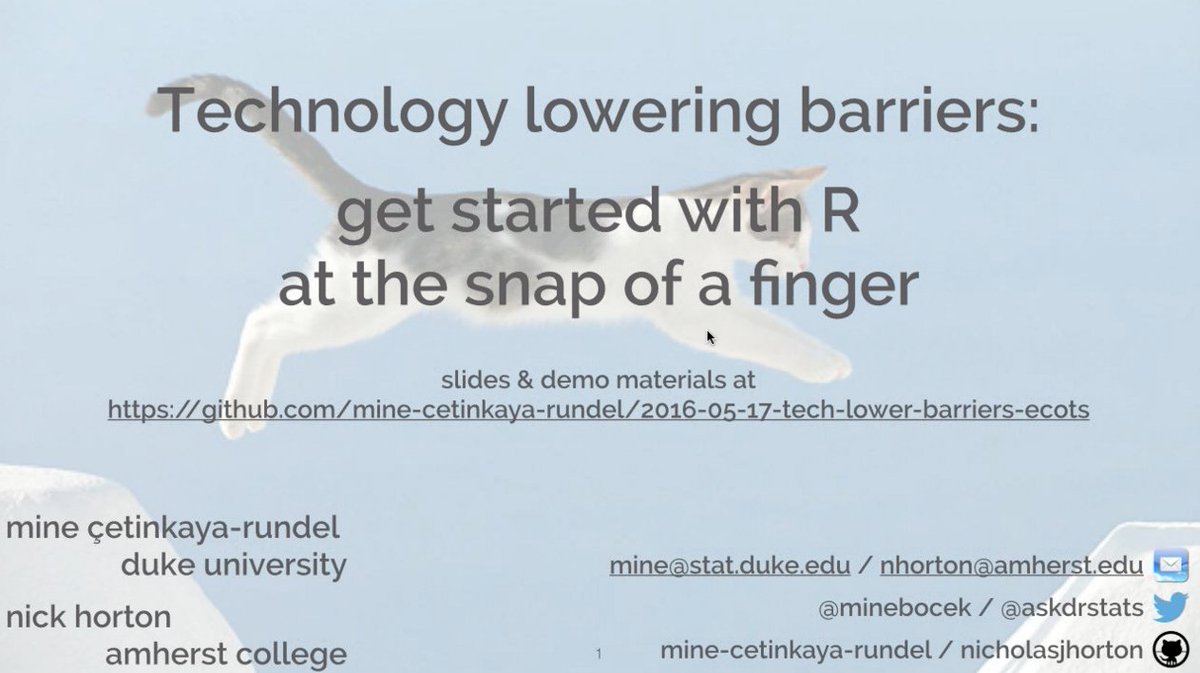 Technology lowering barriers:
get started with R
at the snap of a finger
slides & demo materials at
https://github.com/mine-cetinkaya-rundel/2016-05-17-tech-lower-barriers-ecots
mine çetinkaya-rundel
duke university
nick horton
amherst college
1
mine@stat.duke.edu / nhorton@amherst.edu
@minebocek / @askdrstats
mine-cetinkaya-rundel / nicholasjhorton